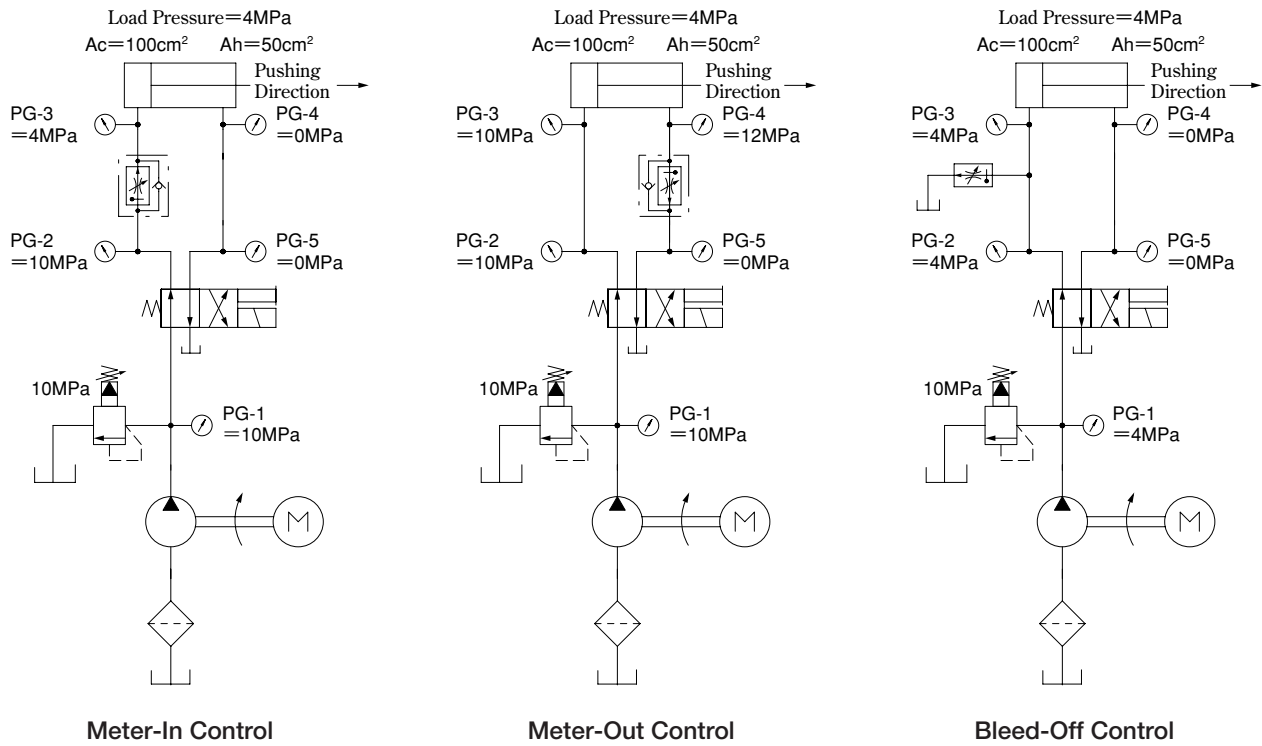 Load Pressure＝4MPa
Ac＝100cm² Ah＝50cm²
Pushing
Direction
PG-3
＝4MPa
PG-4
＝0MPa
PG-2
＝10MPa
PG-5
＝0MPa
10MPa
PG-1
＝10MPa
M
Meter-In Control
Load Pressure＝4MPa
Ac＝100cm² Ah＝50cm²
Pushing
Direction
PG-3
＝10MPa
PG-4
＝12MPa
PG-2
＝10MPa
PG-5
＝0MPa
10MPa
PG-1
＝10MPa
M
Meter-Out Control
Load Pressure＝4MPa
Ac＝100cm² Ah＝50cm²
Pushing
Direction
PG-3
＝4MPa
PG-4
＝0MPa
PG-2
＝4MPa
PG-5
＝0MPa
10MPa
PG-1
＝4MPa
M
Bleed-Off Control